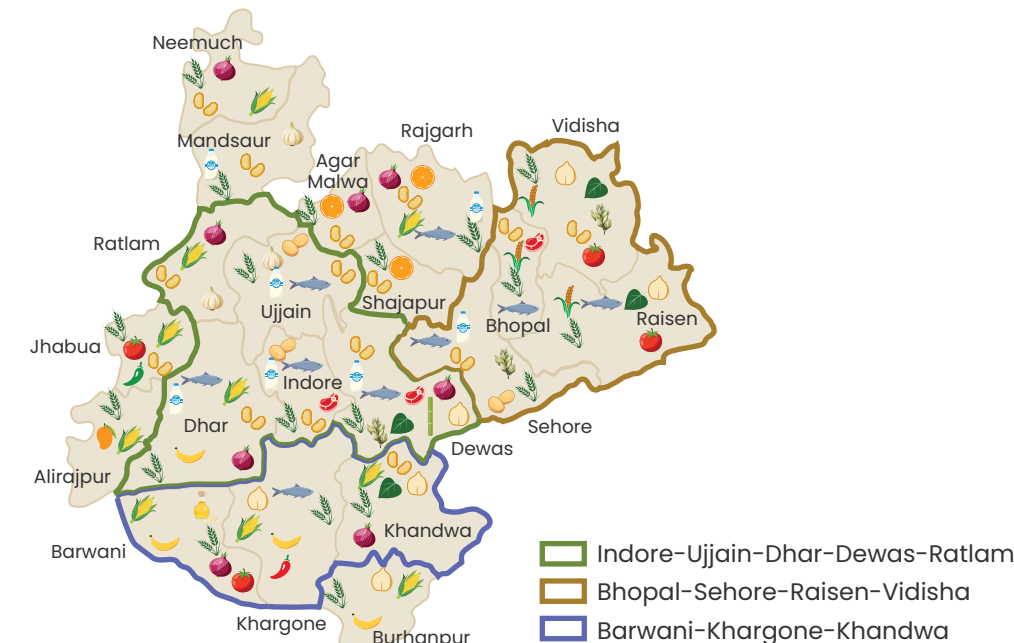 Neemuch
Mandsaur
Agar
Malwa
Rajgarh
Vidisha
Ratlam
Ujjain
Shajapur
Bhopal
Raisen
Jhabua
Indore
Dhar
Sehore
Dewas
Alirajpur
Khandwa
Barwani
Khargone
Burhanpur
Indore-Ujjain-Dhar-Dewas-Ratlam
Bhopal-Sehore-Raisen-Vidisha
Barwani-Khargone-Khandwa